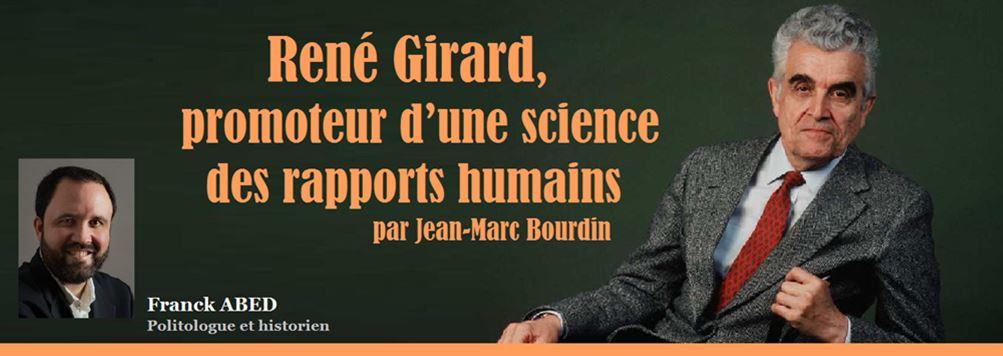 René Girard,
promoteur d'une science
des rapports humains
par Jean-Marc Bourdin
Franck ABED
Politologue et historien